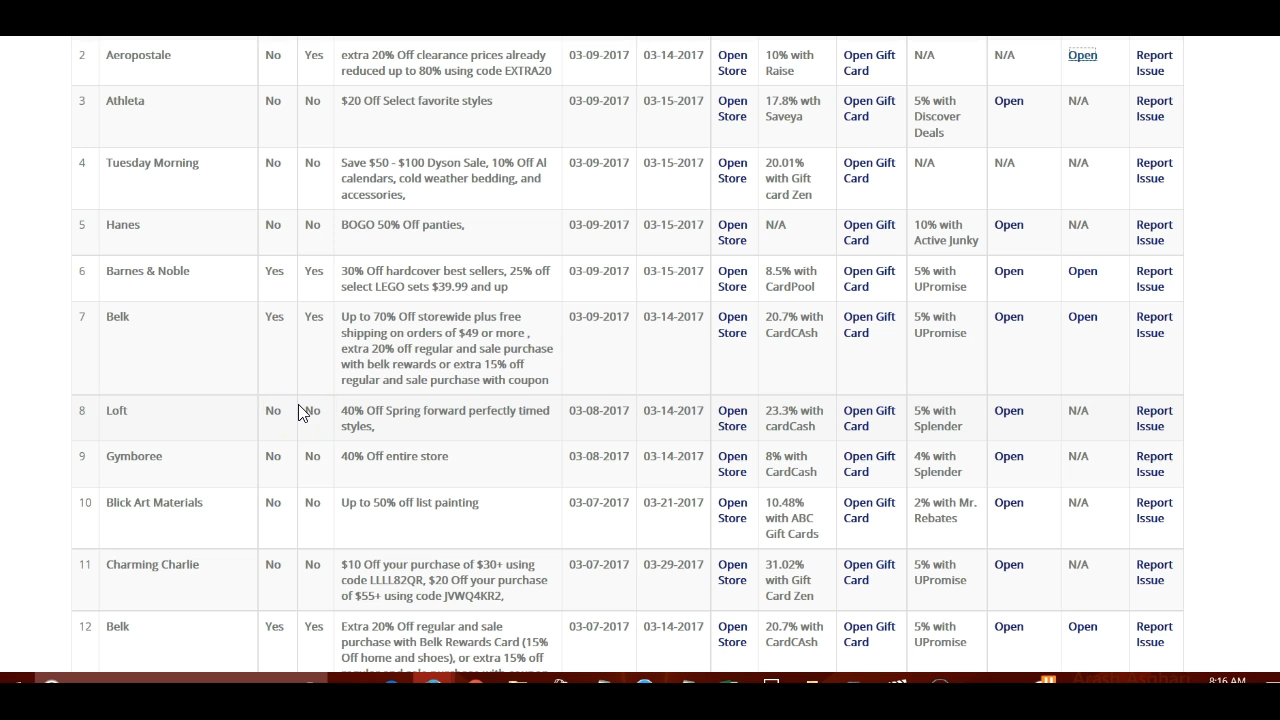 2 Aeropostale No Yes extra 20% Off clearance prices already reduced up to 80% using code EXTRA20 03-09-2017 03-14-2017 Open Store 10% with Raise Open Gift Card N/A N/A Open Report Issue
3 Athleta No No $20 Off Select favorite styles 03-09-2017 03-15-2017 Open Store 17.8% wth Saveya Open Gift Card 5% with Discover Deals Open N/A Report Issue
4 Tuesday Morning No No Save $50 - $100 Dyson Sale, 10% Off Al calendars, cold weather bedding, and accessories, 03-09-2017 03-15-2017 Open Store 20.01% with Gift card Zen Open Gift Card N/A N/A N/A Report Issue
5 Hanes No No BOGO 50% Off panties, 03-09-2017 03-15-2017 Open Store N/A Open Gift Card 10% with Active Junky Open N/A Report Issue
6 Barnes & Noble Yes Yes 30% Off hardcover best sellers, 25% off select LEGO sets $39.99 and up 03-09-2017 03-15-2017 Open Store 8.5% with CardPool Open Gift Card 5% with UPromise Open Open Report Issue
7 Belk Yes Yes Up to 70% Off storewide plus free shipping on orders of $49 or more , extra 20% off regular and sale purchase with belk rewards or extra 15% off regular and sale purchase with coupon 03-09-2017 03-14-2017 Open Store 20.7% with CardCAsh Open Gift Card 5% with UPromise Open Open Report Issue
8 Loft No No 40% Off Spring forward perfectly timed styles, 03-08-2017 03-14-2017 Open Store 23.3% with cardCash Open Gift Card 5% with Splender Open N/A Report Issue
9 Gymboree No No 40% Off entire store 03-08-2017 03-14-2017 Open Store 8% with CardCash Open Gift Card 4% with Splender Open N/A Report Issue
10 Blick Art Materials No No Up to 50% off list painting 03-07-2017 03-21-2017 Open Store 10.48% with ABC Gift Cards Open Gift Card 2% with Mr. Rebates Open N/A Report Issue
11 Charming Charlie No No $10 Off your purchase of $30+ using code LLLL82QR, $20 Off your purchase of $55+ using code JVWQ4KR2, 03-07-2017 03-29-2017 Open Store 31.02% with Gift Card Zen Open Gift Card 5% with UPromise Open N/A Report Issue
12 Belk Yes Yes Extra 20% Off regular and sale purchase with Belk Rewards Card (15% Off home and shoes), or extra 15% off regular and sale purchase with coupon 03-07-2017 03-14-2017 Open Store 20.7% with CardCAsh Open Gift Card 5% with UPromise Open Open Report Issue
8:16 AM